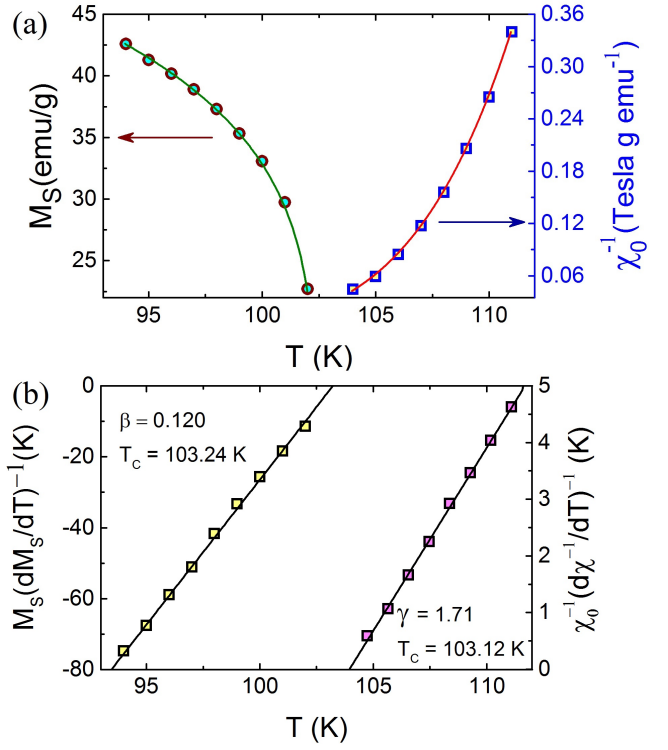 (a)
45
40
35
30
25
M_S(emu/g)
0.36
0.30
0.24
0.18
0.12
0.06
χ₀⁻¹(Tesla g emu⁻¹)
95
100
105
110
T (K)
(b)
0
-20
-40
-60
-80
M_S(dM_S/dT)⁻¹(K)
β = 0.120
T_C = 103.24 K
5
4
3
2
1
0
χ₀⁻¹(dχ⁻¹/dT)⁻¹ (K)
γ = 1.71
T_C = 103.12 K
95
100
105
110
T (K)